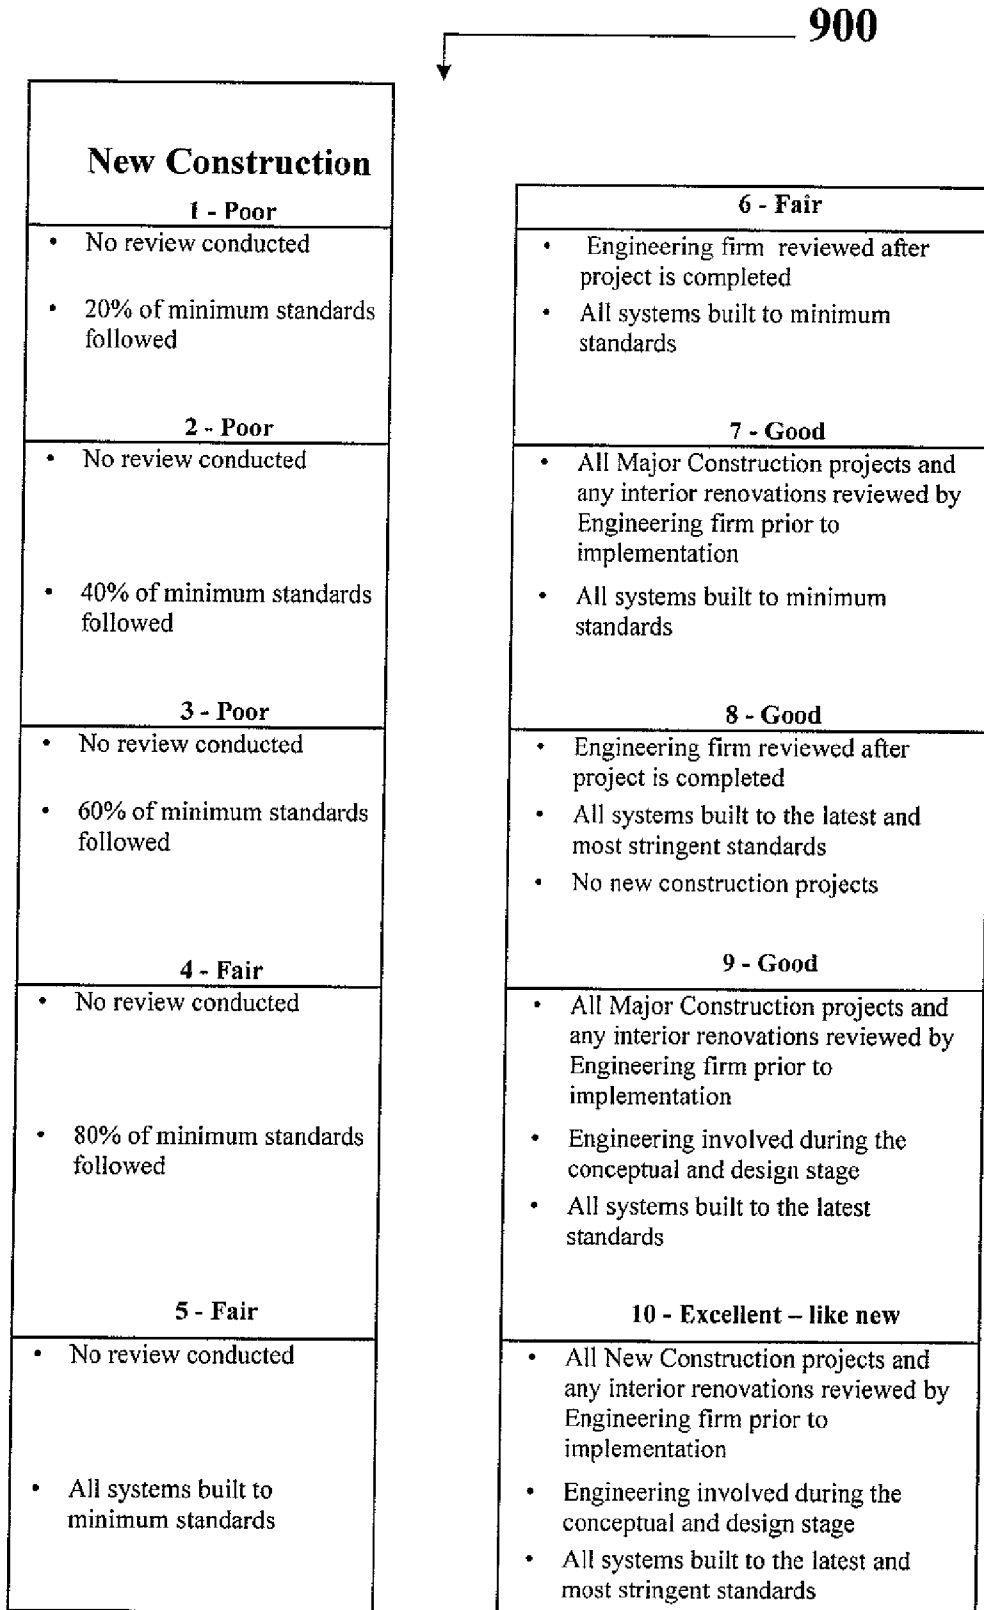 900
New Construction
1 - Poor
• No review conducted
• 20% of minimum standards
followed
2 - Poor
• No review conducted
• 40% of minimum standards
followed
3 - Poor
• No review conducted
• 60% of minimum standards
followed
4 - Fair
• No review conducted
• 80% of minimum standards
followed
5 - Fair
• No review conducted
• All systems built to
minimum standards
6 - Fair
• Engineering firm reviewed after
project is completed
• All systems built to minimum
standards
7 - Good
• All Major Construction projects and
any interior renovations reviewed by
Engineering firm prior to
implementation
• All systems built to minimum
standards
8 - Good
• Engineering firm reviewed after
project is completed
• All systems built to the latest and
most stringent standards
• No new construction projects
9 - Good
• All Major Construction projects and
any interior renovations reviewed by
Engineering firm prior to
implementation
• Engineering involved during the
conceptual and design stage
• All systems built to the latest
standards
10 - Excellent – like new
• All New Construction projects and
any interior renovations reviewed by
Engineering firm prior to
implementation
• Engineering involved during the
conceptual and design stage
• All systems built to the latest and
most stringent standards